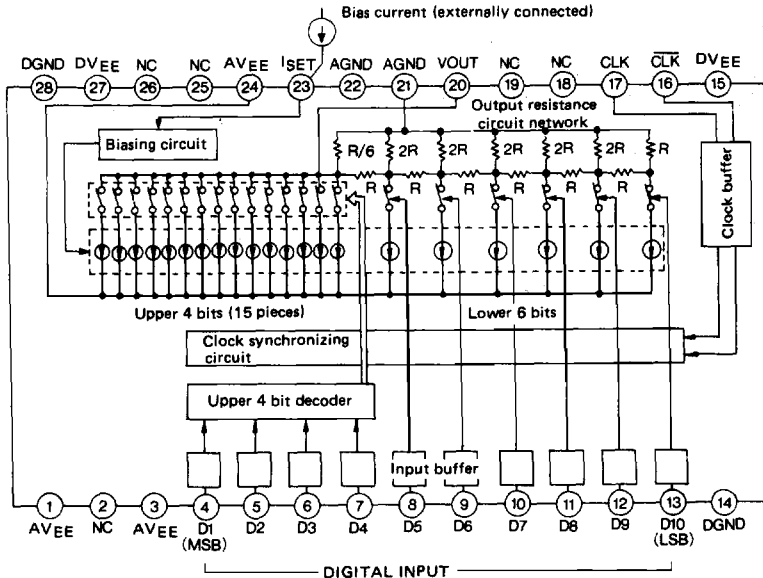 Bias current (externally connected)
DGND DVEE NC NC AVEE ISET AGND AGND VOUT NC NC CLK CLK DVEE
28 27 26 25 24 23 22 21 20 19 18 17 16 15
Output resistance
circuit network
Biasing circuit
R/6 2R 2R 2R 2R 2R R
R R R R R R
Clock buffer
Upper 4 bits (15 pieces)
Lower 6 bits
Clock synchronizing
circuit
Upper 4 bit decoder
Input buffer
1 2 3 4 5 6 7 8 9 10 11 12 13 14
AVEE NC AVEE D1 D2 D3 D4 D5 D6 D7 D8 D9 D10 DGND
(MSB) (LSB)
DIGITAL INPUT